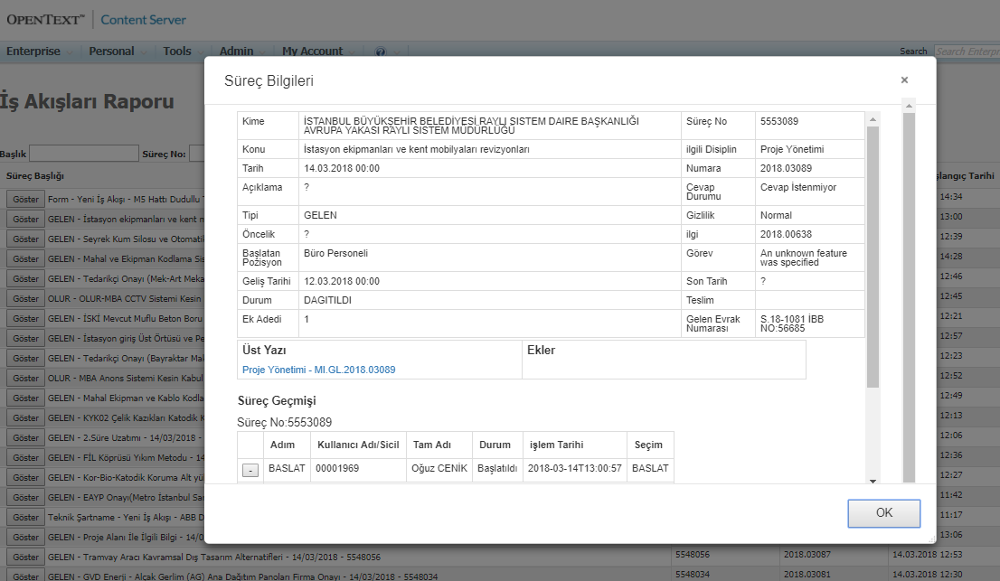 OPENTEXT™ Content Server
Enterprise Personal Tools Admin My Account ? Search Search Enterpr
İş Akışları Raporu
Başlık Süreç No:
Süreç Başlığı şlangıç Tarihi
Süreç Bilgileri ×
Kime İSTANBUL BÜYÜKŞEHİR BELEDİYESİ RAYLI SISTEM DAIRE BAŞKANLIĞI Süreç No 5553089
AVRUPA YAKASI RAYLI SISTEM MÜDÜRLÜĞÜ
Konu İstasyon ekipmanları ve kent mobilyaları revizyonları ilgili Disiplin Proje Yönetimi
Tarih 14.03.2018 00:00 Numara 2018.03089
Açıklama ? Cevap Durumu Cevap İstenmiyor
Tipi GELEN Gizlilik Normal
Öncelik ? ilgi 2018.00638
Başlatan Pozisyon Büro Personeli Görev An unknown feature was specified
Geliş Tarihi 12.03.2018 00:00 Son Tarih ?
Durum DAGITILDI Teslim
Ek Adedi 1 Gelen Evrak Numarası S.18-1081 İBB NO:56685
Üst Yazı Ekler
Proje Yönetimi - MI.GL.2018.03089
Süreç Geçmişi
Süreç No:5553089
Adım Kullanıcı Adı/Sicil Tam Adı Durum işlem Tarihi Seçim
- BASLAT 00001969 Oğuz CENİK Başlatıldı 2018-03-14T13:00:57 BASLAT
OK
Göster Form - Yeni İş Akışı - M5 Hattı Dudullu 14:34
Göster GELEN - İstasyon ekipmanları ve kent m 13:00
Göster GELEN - Seyrek Kum Silosu ve Otomatik 12:39
Göster GELEN - Mahal ve Ekipman Kodlama Sis 14:28
Göster GELEN - Tedarikçi Onayı (Mek-Art Meka 12:46
Göster OLUR - OLUR-MBA CCTV Sistemi Kesin 12:45
Göster GELEN - İSKİ Mevcut Muflu Beton Boru 12:21
Göster GELEN - İstasyon giriş Üst Örtüsü ve Pe 12:57
Göster GELEN - Tedarikçi Onayı (Bayraktar Mak 12:23
Göster OLUR - MBA Anons Sistemi Kesin Kabul 12:52
Göster GELEN - Mahal Ekipman ve Kablo Kodla 12:49
Göster GELEN - KYK02 Çelik Kazıkları Katodik K 12:13
Göster GELEN - 2.Süre Uzatımı - 14/03/2018 - 12:06
Göster GELEN - FİL Köprüsü Yıkım Metodu - 14 12:36
Göster GELEN - Kor-Bio-Katodik Koruma Alt yü 12:27
Göster GELEN - EAYP Onayı(Metro İstanbul Sa 11:42
Göster Teknik Şartname - Yeni İş Akışı - ABB D 11:17
Göster GELEN - Proje Alanı İle İlgili Bilgi - 14/0 13:06
Göster GELEN - Tramvay Aracı Kavramsal Dış Tasarım Alternatifleri - 14/03/2018 - 5548056 5548056 2018.03087 14.03.2018 12:53
Göster GELEN - GVD Enerji - Alçak Gerlim (AG) Ana Dağıtım Panoları Firma Onayı - 14/03/2018 - 5548034 5548034 2018.03081 14.03.2018 12:30